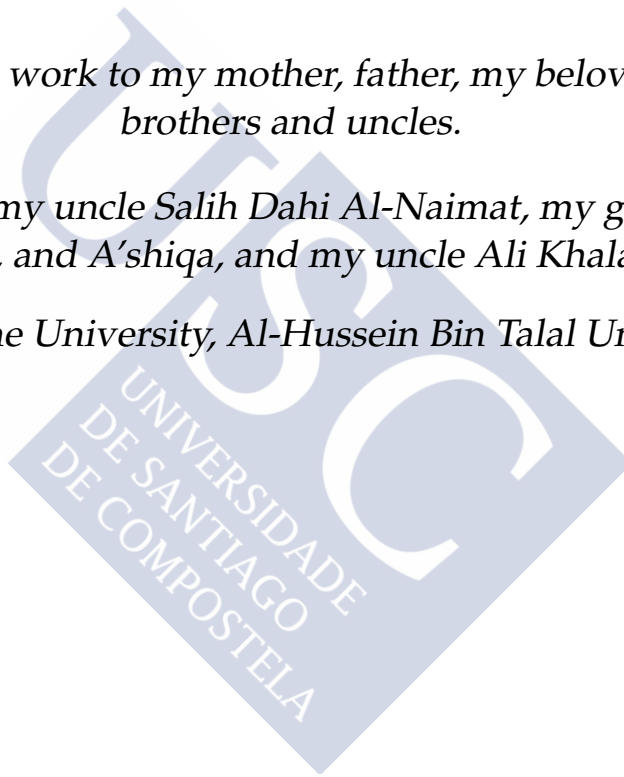 work to my mother, father, my belov
brothers and uncles.
my uncle Salih Dahi Al-Naimat, my g
and A'shiqa, and my uncle Ali Khala
University, Al-Hussein Bin Talal Un
USC
UNIVERSIDADE
DE SANTIAGO
DE COMPOSTELA